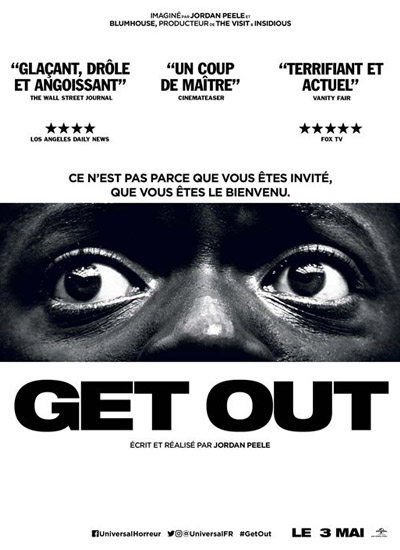 IMAGINÉ PAR JORDAN PEELE ET
BLUMHOUSE, PRODUCTEUR DE THE VISIT & INSIDIOUS
“GLAÇANT, DRÔLE
ET ANGOISSANT”
THE WALL STREET JOURNAL
★★★★
LOS ANGELES DAILY NEWS
“UN COUP
DE MAÎTRE”
CINEMATEASER
“TERRIFIANT ET
ACTUEL”
VANITY FAIR
★★★★★
FOX TV
CE N'EST PAS PARCE QUE VOUS ÊTES INVITÉ,
QUE VOUS ÊTES LE BIENVENU.
GET OUT
ÉCRIT ET RÉALISÉ PAR JORDAN PEELE
UniversalHorreur @UniversalFR #GetOut LE 3 MAI